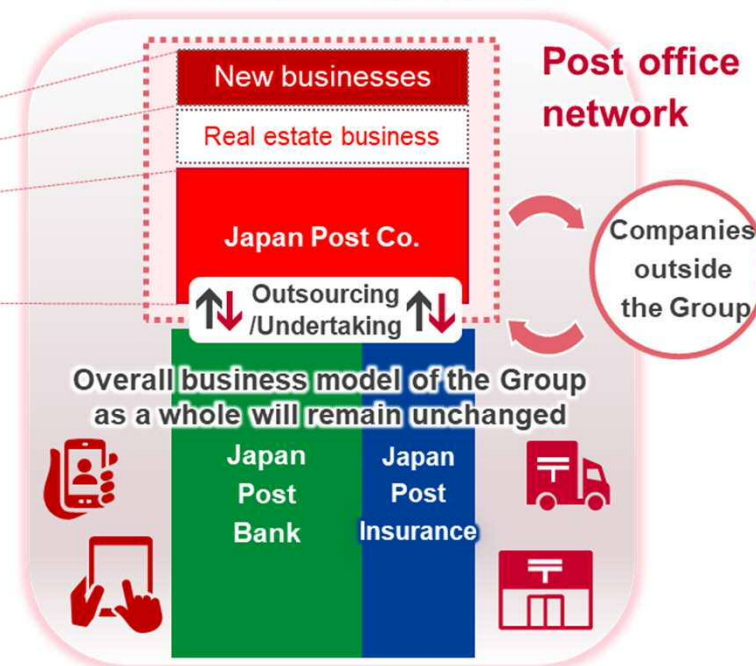 New businesses
Real estate business
Post office
network
Japan Post Co.
Companies
outside
the Group
Outsourcing
/Undertaking
Overall business model of the Group
as a whole will remain unchanged
Japan
Post
Bank
Japan
Post
Insurance
〒
〒